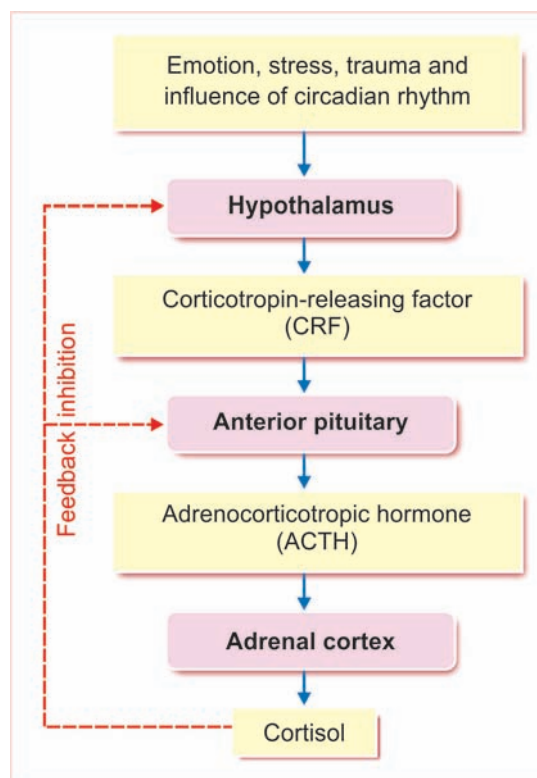 Emotion, stress, trauma and
influence of circadian rhythm
Hypothalamus
Corticotropin-releasing factor
(CRF)
Anterior pituitary
Adrenocorticotropic hormone
(ACTH)
Adrenal cortex
Cortisol
Feedback inhibition